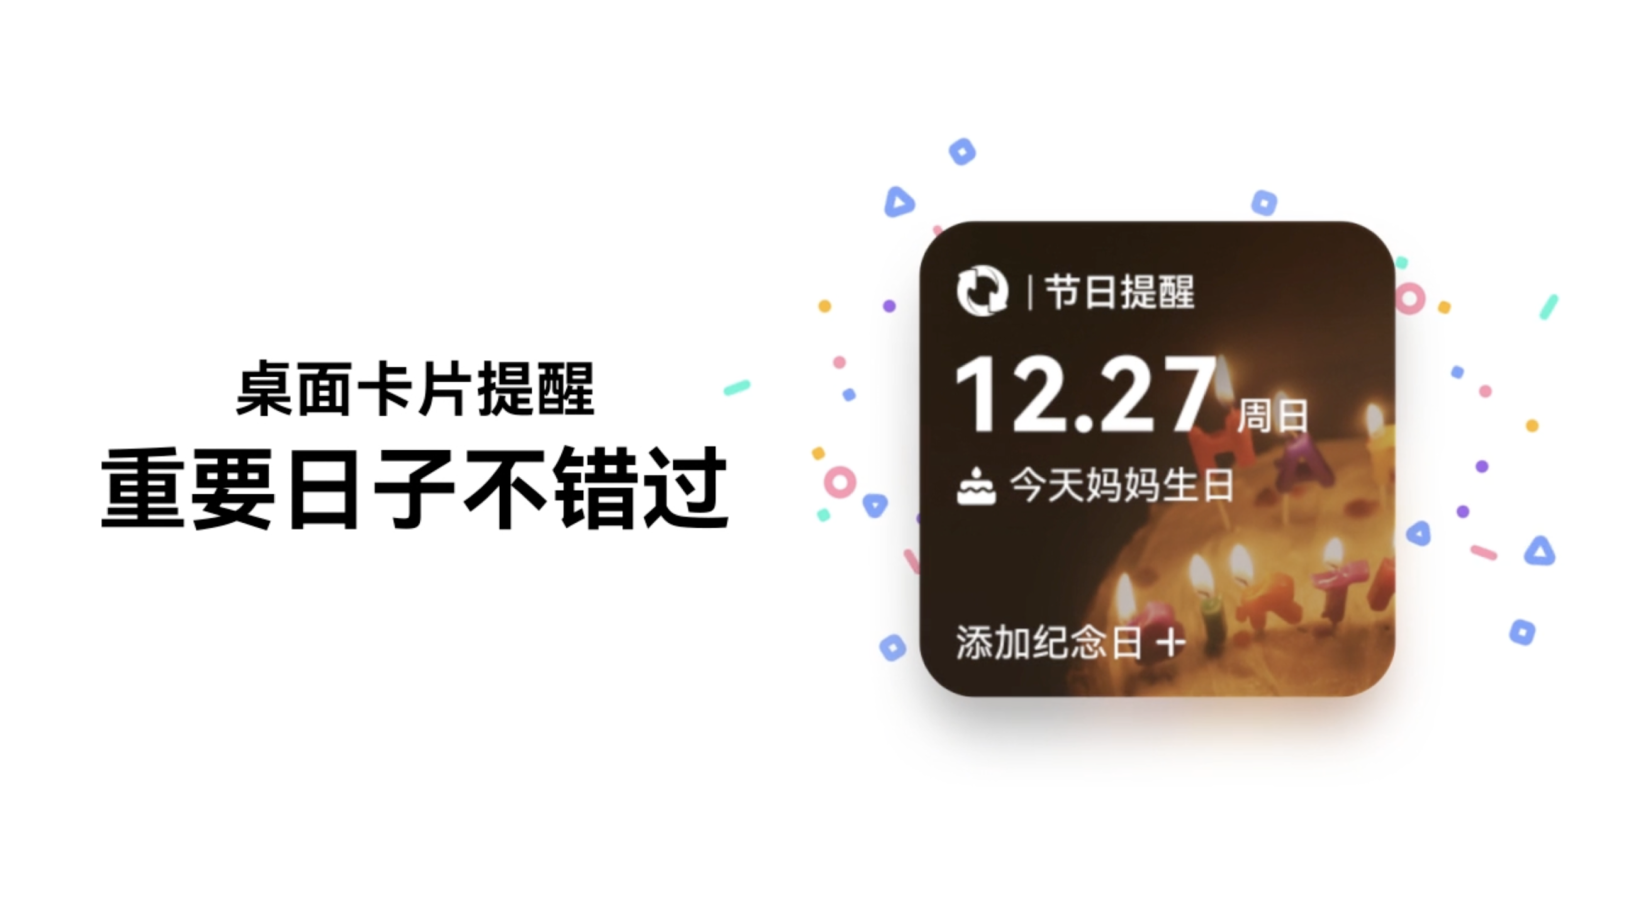 桌面卡片提醒
重要日子不错过
节日提醒
12.27 周日
今天妈妈生日
添加纪念日 +